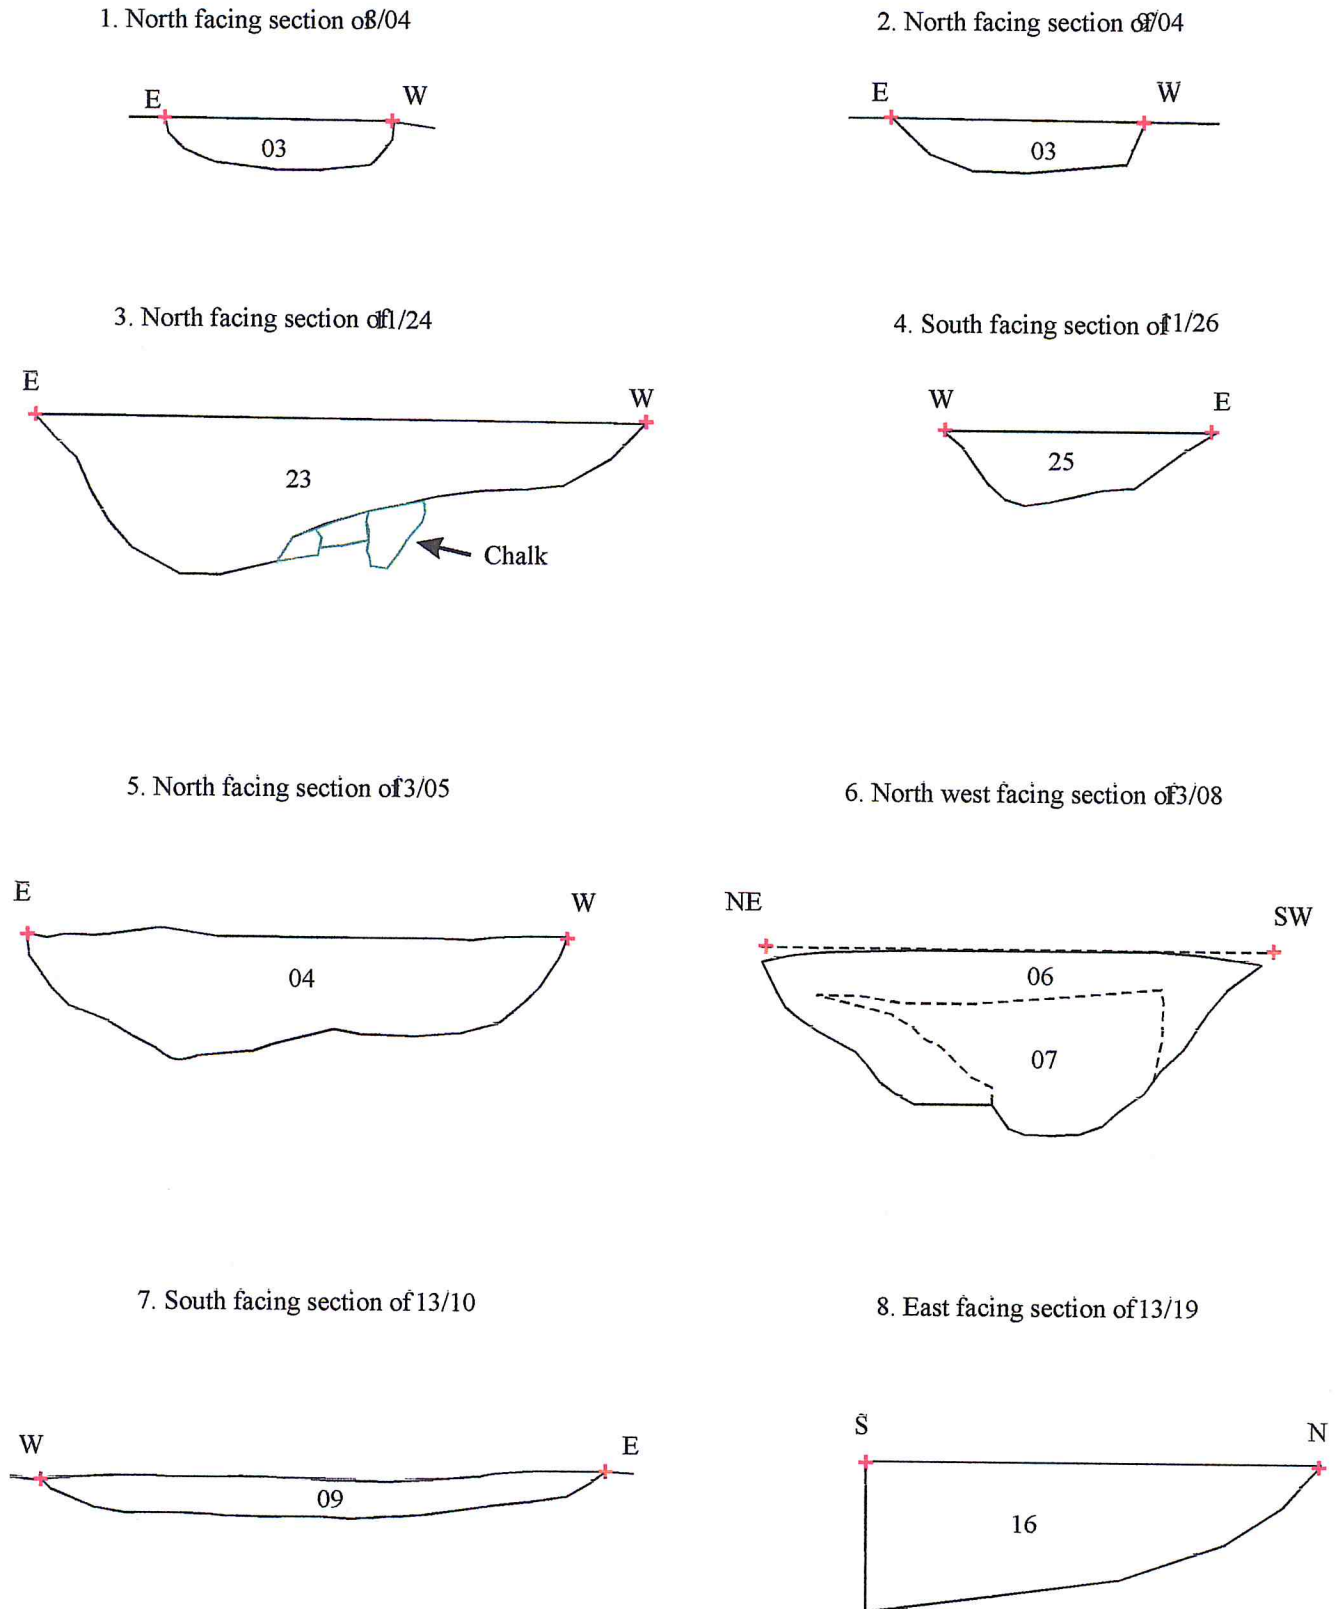 1. North facing section of 8/04
E W
03
2. North facing section of 9/04
E W
03
3. North facing section of 11/24
E W
23
Chalk
4. South facing section of 11/26
W E
25
5. North facing section of 13/05
E W
04
6. North west facing section of 13/08
NE SW
06
07
7. South facing section of 13/10
W E
09
8. East facing section of 13/19
S N
16